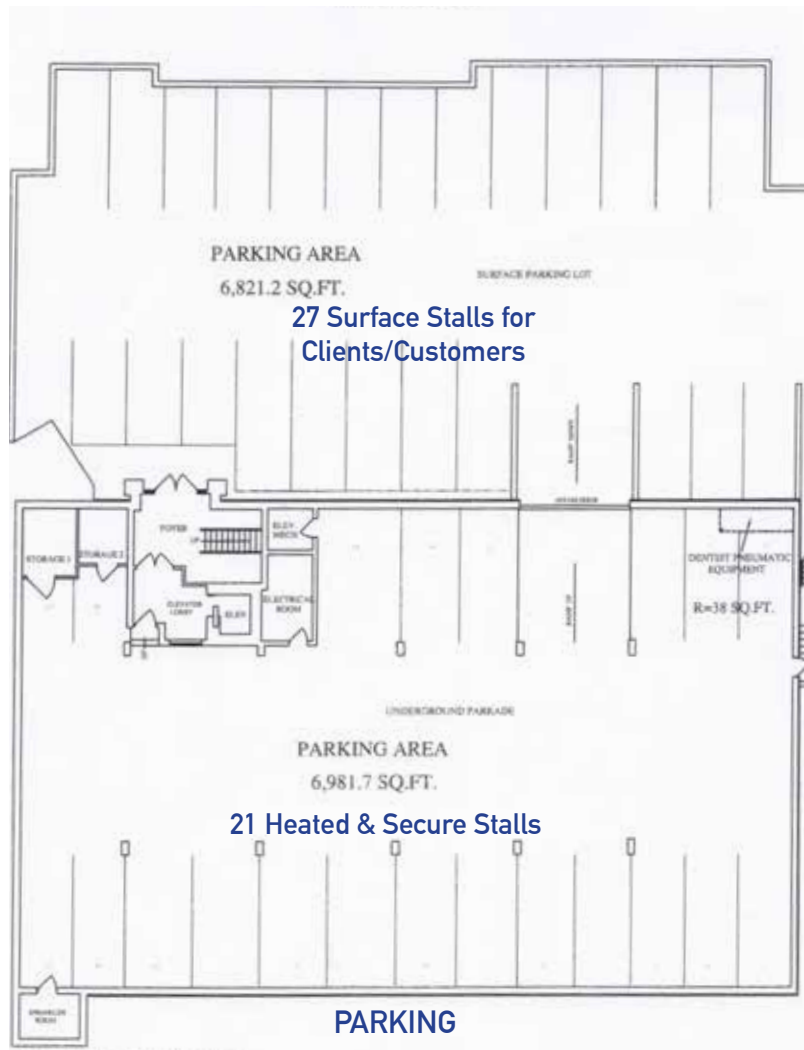 PARKING AREA
6,821.2 SQ.FT.
SURFACE PARKING LOT
27 Surface Stalls for
Clients/Customers
RAMP DOWN
FOYER
UP
ELEV.
MECH.
STORAGE 1
STORAGE 2
DENTIST PNEUMATIC
EQUIPMENT
R=38 SQ.FT.
ELEVATOR
LOBBY
ELEV.
ELECTRICAL
ROOM
RAMP UP
UNDERGROUND PARKADE
PARKING AREA
6,981.7 SQ.FT.
21 Heated & Secure Stalls
SPRINKLER
ROOM
PARKING